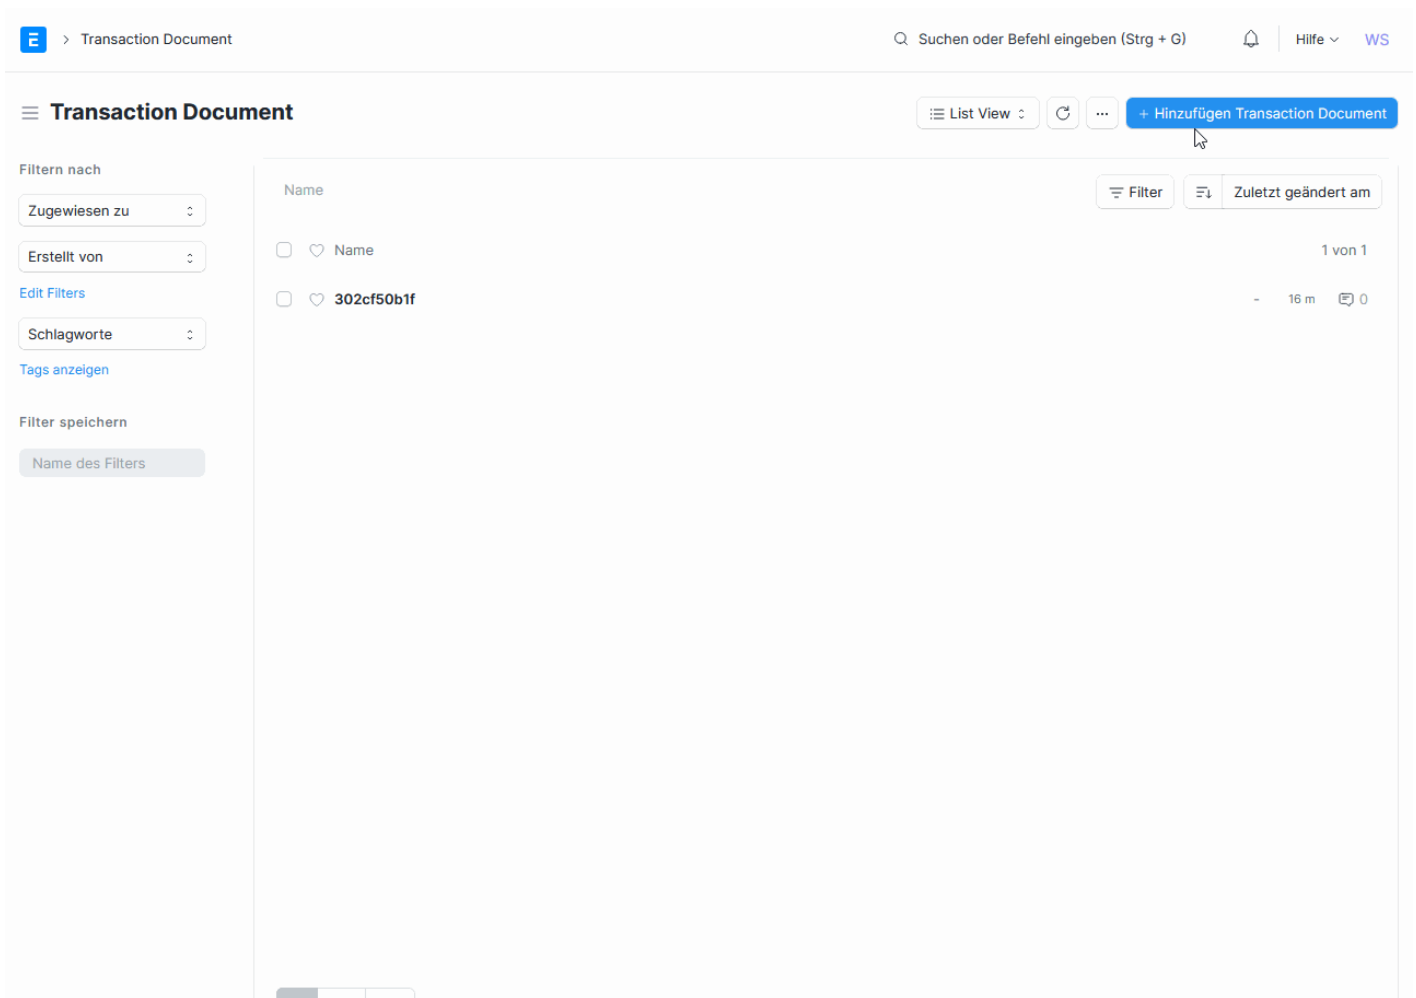 E > Transaction Document
Suchen oder Befehl eingeben (Strg + G)
Hilfe
WS
Transaction Document
List View
...
+ Hinzufügen Transaction Document
Filtern nach
Zugewiesen zu
Erstellt von
Edit Filters
Schlagworte
Tags anzeigen
Filter speichern
Name des Filters
Name
Filter
Zuletzt geändert am
Name
1 von 1
302cf50b1f
-
16 m
0